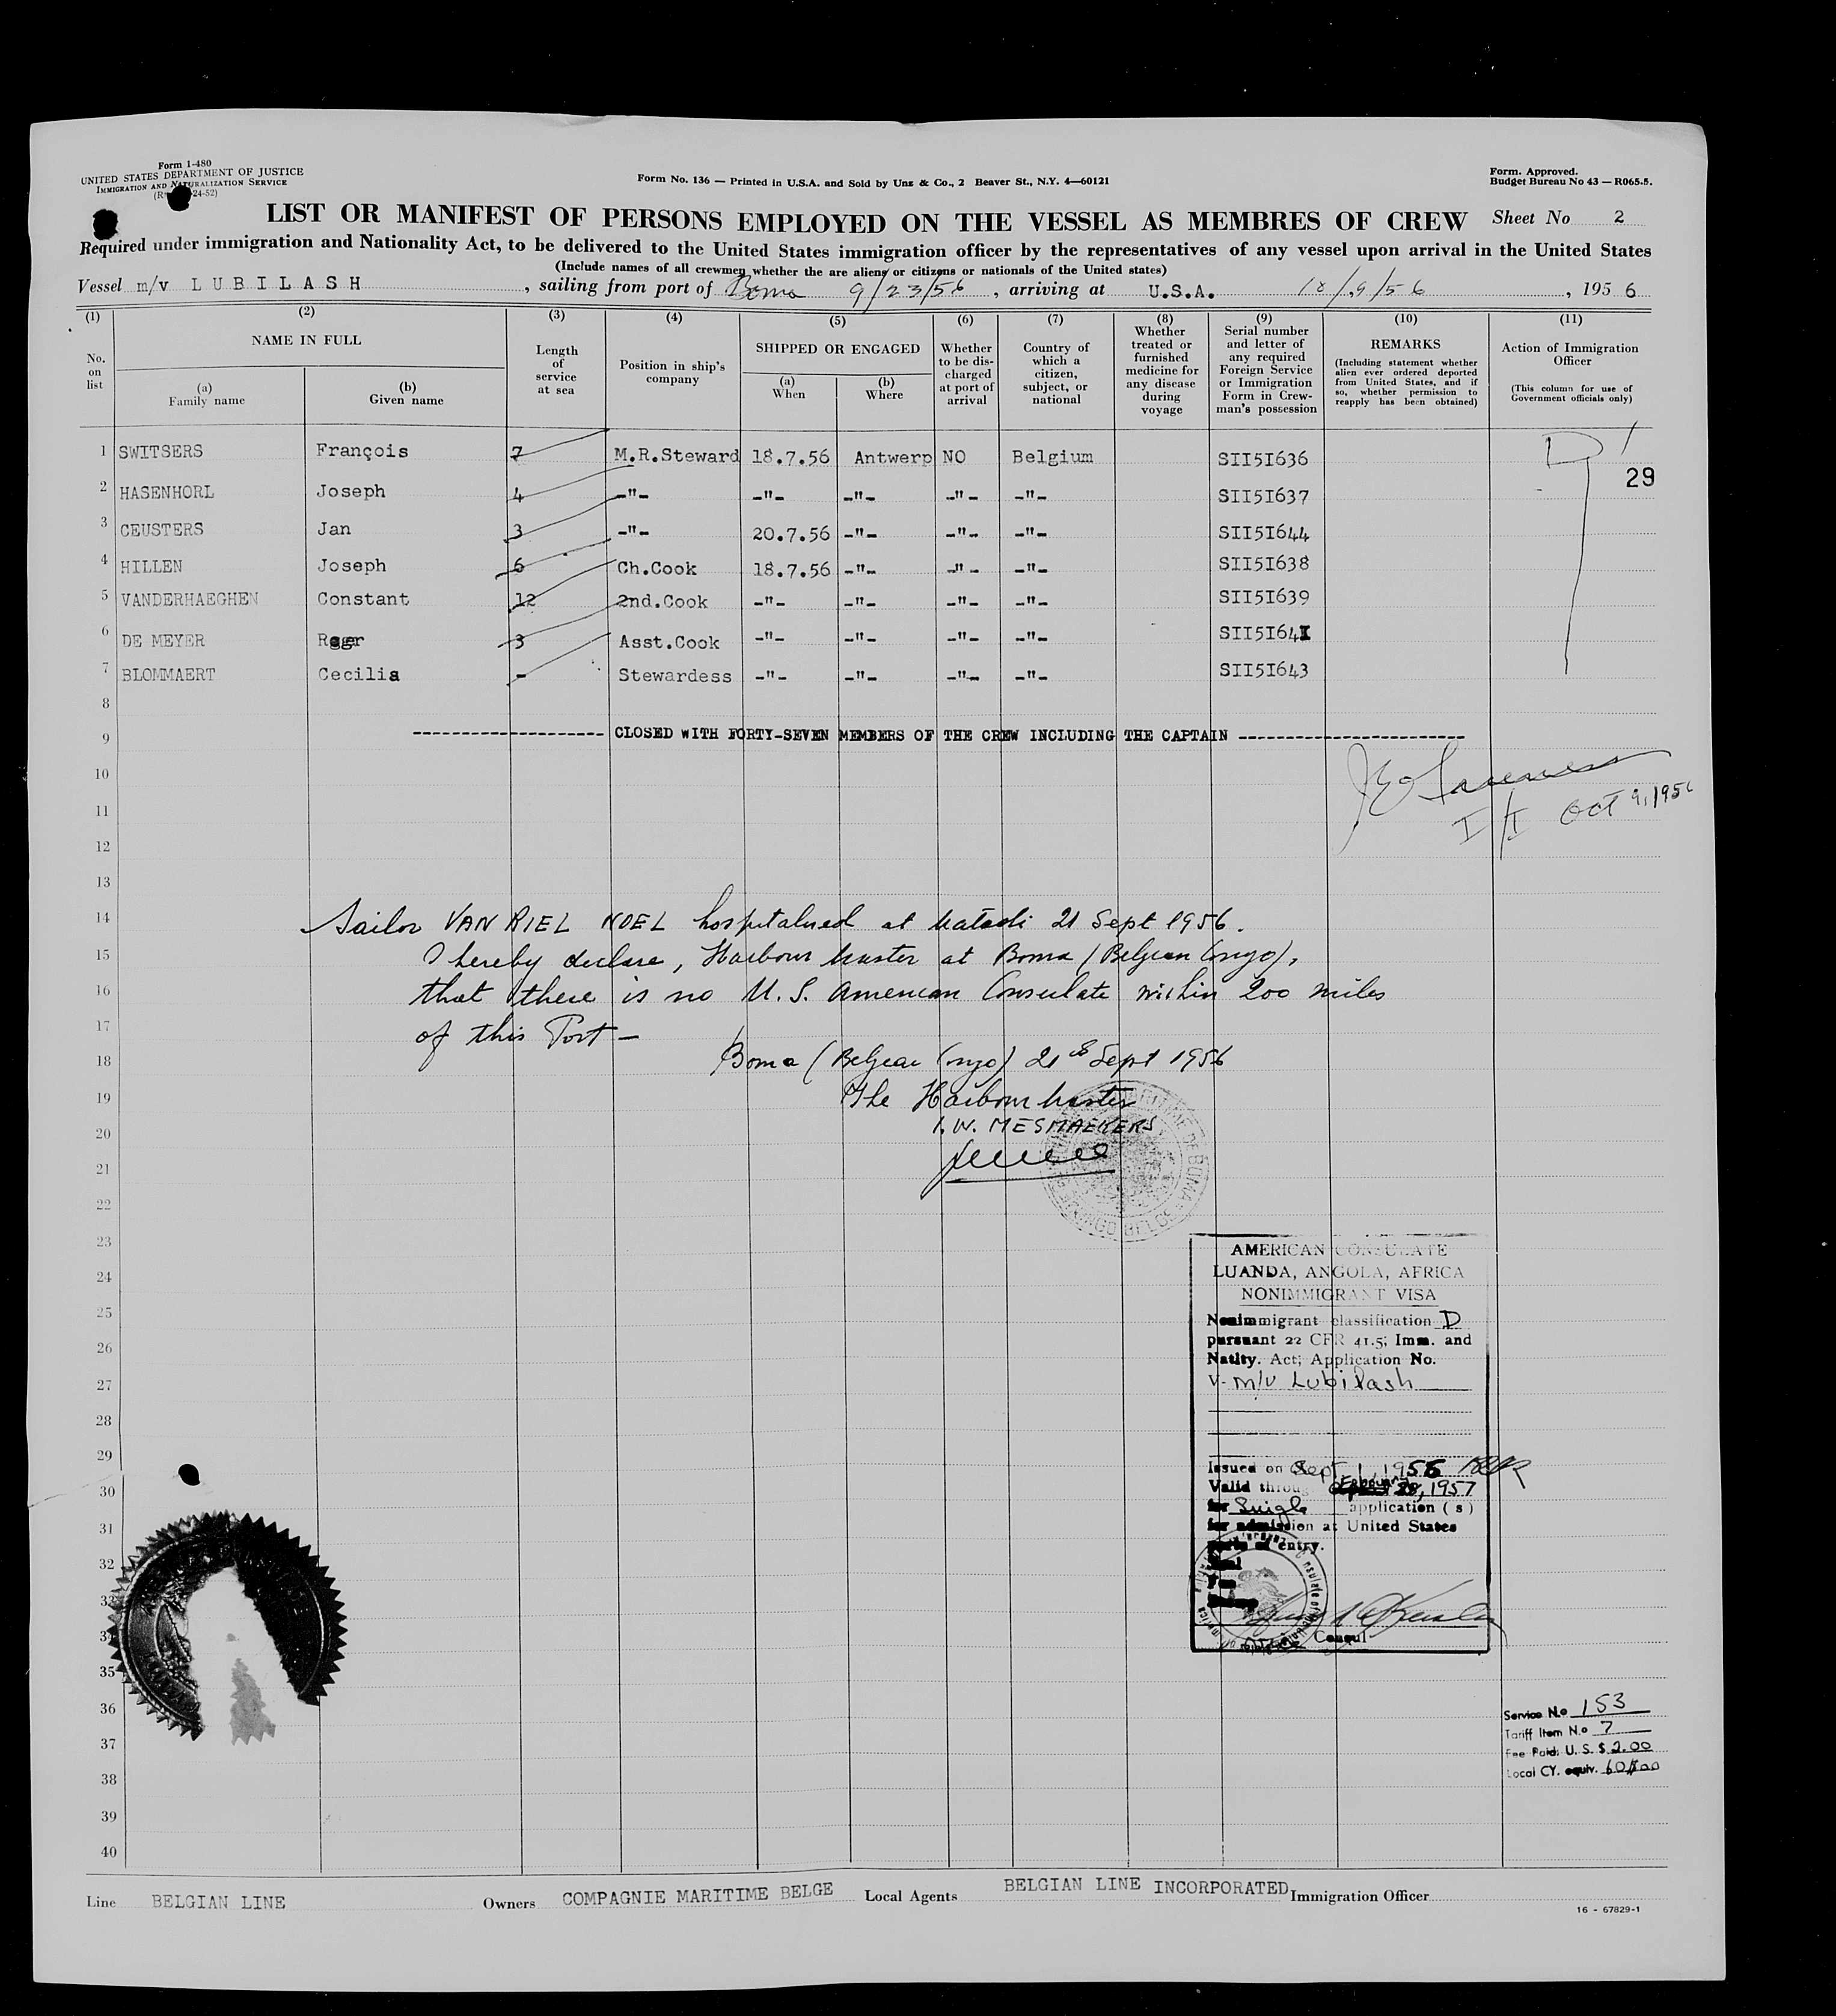 Form 1-480
UNITED STATES DEPARTMENT OF JUSTICE
IMMIGRATION AND NATURALIZATION SERVICE
24-52)
Form No. 136 — Printed in U.S.A. and Sold by Unz & Co., 2 Beaver St., N.Y. 4—60121
Form. Approved.
Budget Bureau No 43 — R065.5.
LIST OR MANIFEST OF PERSONS EMPLOYED ON THE VESSEL AS MEMBRES OF CREW Sheet No 2
Required under immigration and Nationality Act, to be delivered to the United States immigration officer by the representatives of any vessel upon arrival in the United States
(Include names of all crewmen whether the are aliens or citizens or nationals of the United states)
Vessel m/v LUBILASH, sailing from port of Boma 9/23/56, arriving at U.S.A. 10/9/56, 195 6
(1) (2) (3) (4) (5) (6) (7) (8) (9) (10) (11)
No. on list
NAME IN FULL
(a) Family name
(b) Given name
Length of service at sea
Position in ship's company
SHIPPED OR ENGAGED
(a) When
(b) Where
Whether to be discharged at port of arrival
Country of which a citizen, subject, or national
Whether treated or furnished medicine for any disease during voyage
Serial number and letter of any required Foreign Service or Immigration Form in Crewman's possession
REMARKS
(Including statement whether alien ever ordered deported from United States, and if so, whether permission to reapply has been obtained)
Action of Immigration Officer
(This column for use of Government officials only)
1 SWITSERS François 7 M.R.Steward 18.7.56 Antwerp NO Belgium SII5I636 D 1
29
2 HASENHORL Joseph 4 -"- -"- -"- -"- -"- SII5I637
3 CEUSTERS Jan 3 -"- 20.7.56 -"- -"- -"- SII5I644
4 HILLEN Joseph 6 Ch.Cook 18.7.56 -"- -"- -"- SII5I638
5 VANDERHAEGHEN Constant 12 2nd.Cook -"- -"- -"- -"- SII5I639
6 DE MEYER Roger 3 Asst.Cook -"- -"- -"- -"- SII5I64I
7 BLOMMAERT Cecilia - Stewardess -"- -"- -"- -"- SII5I643
8
9 CLOSED WITH FORTY-SEVEN MEMBERS OF THE CREW INCLUDING THE CAPTAIN
10
11 I/I Oct 9, 1956
12
13
14 Sailor VAN RIEL NOEL hospitalised at Matadi 21 Sept 1956.
15 I hereby declare, Harbour Master at Boma (Belgian Congo),
16 that there is no U.S. American Consulate within 200 miles
17 of this Port —
18 Boma (Belgian Congo) 21th Sept 1956
19 The Harbour Master
20 I.W. MESMAEKERS
21
22
23
24
25
26
27
28
29
30
31
32
33
34
35
36
37
38
39
40
AMERICAN CONSULATE
LUANDA, ANGOLA, AFRICA
NONIMMIGRANT VISA
Nonimmigrant classification D
pursuant 22 CFR 41.5; Imm. and
Natlty. Act; Application No.
V- m/v Lubilash
Issued on Sept. 1, 1956
Valid through February 28, 1957
for Single application (s)
for admission at United States
ports of entry.
Seal
Fee
Stamp
Consul
Service No 153
Tariff Item No 7
Fee Paid: U. S. $ 2.00
Local CY. equiv. 60$00
Line BELGIAN LINE Owners COMPAGNIE MARITIME BELGE Local Agents BELGIAN LINE INCORPORATED Immigration Officer
16 - 67829-1